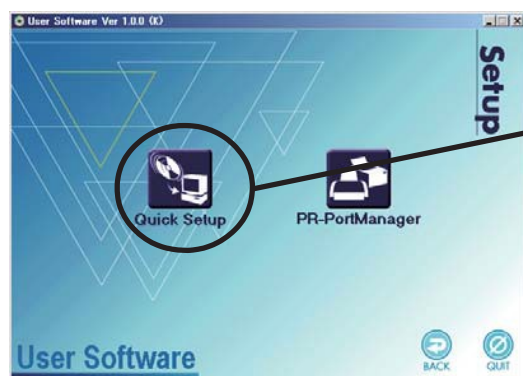 User Software Ver 1.0.0 (K)
Setup
Quick Setup
PR-PortManager
User Software
BACK
QUIT